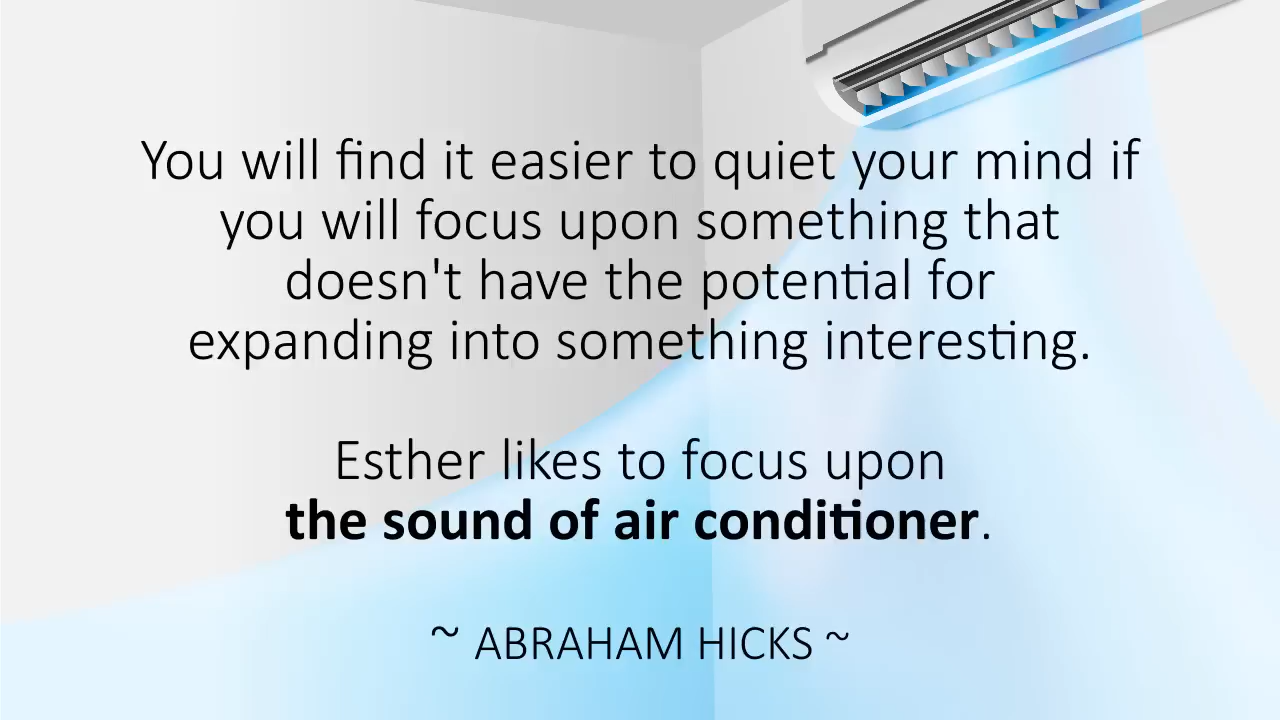 You will find it easier to quiet your mind if
you will focus upon something that
doesn't have the potential for
expanding into something interesting.
Esther likes to focus upon
the sound of air conditioner.
~ ABRAHAM HICKS ~